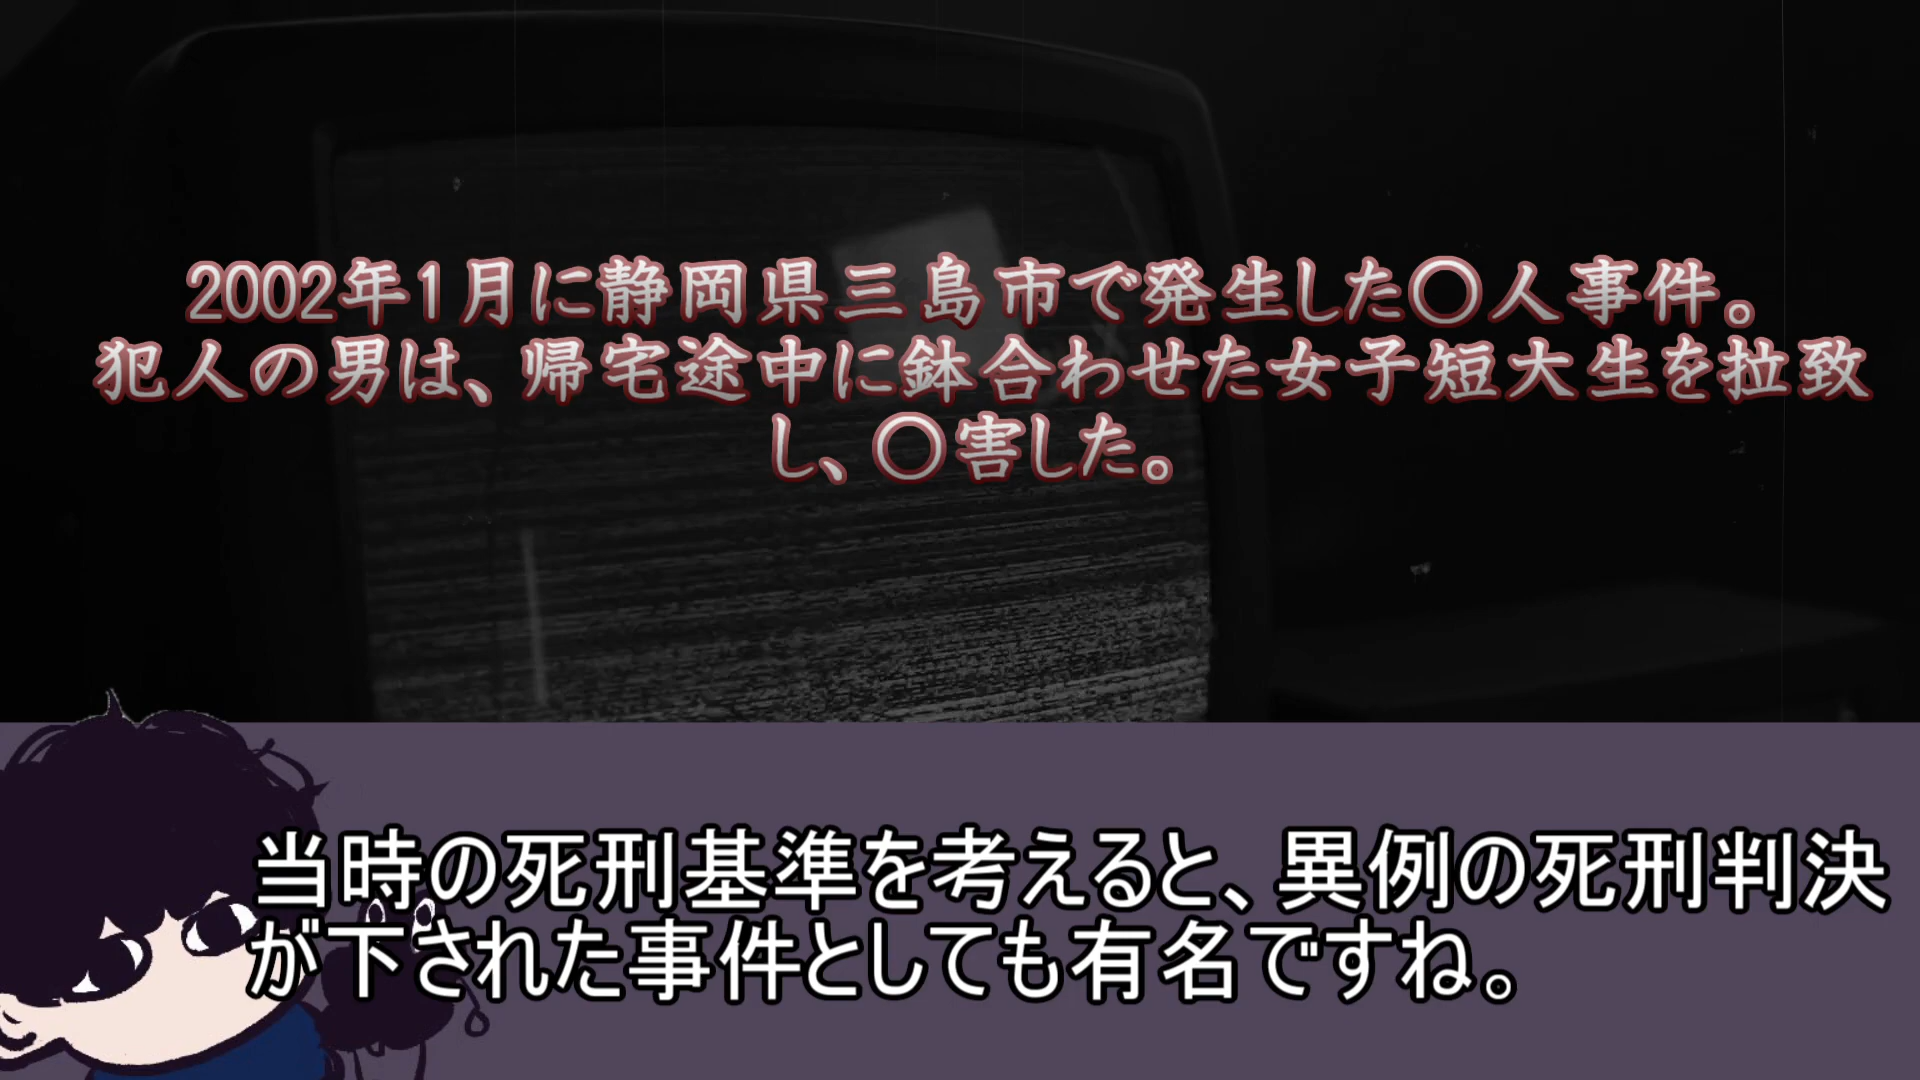 2002年1月に静岡県三島市で発生した〇人事件。
犯人の男は、帰宅途中に鉢合わせた女子短大生を拉致
し、〇害した。
当時の死刑基準を考えると、異例の死刑判決
が下された事件としても有名ですね。